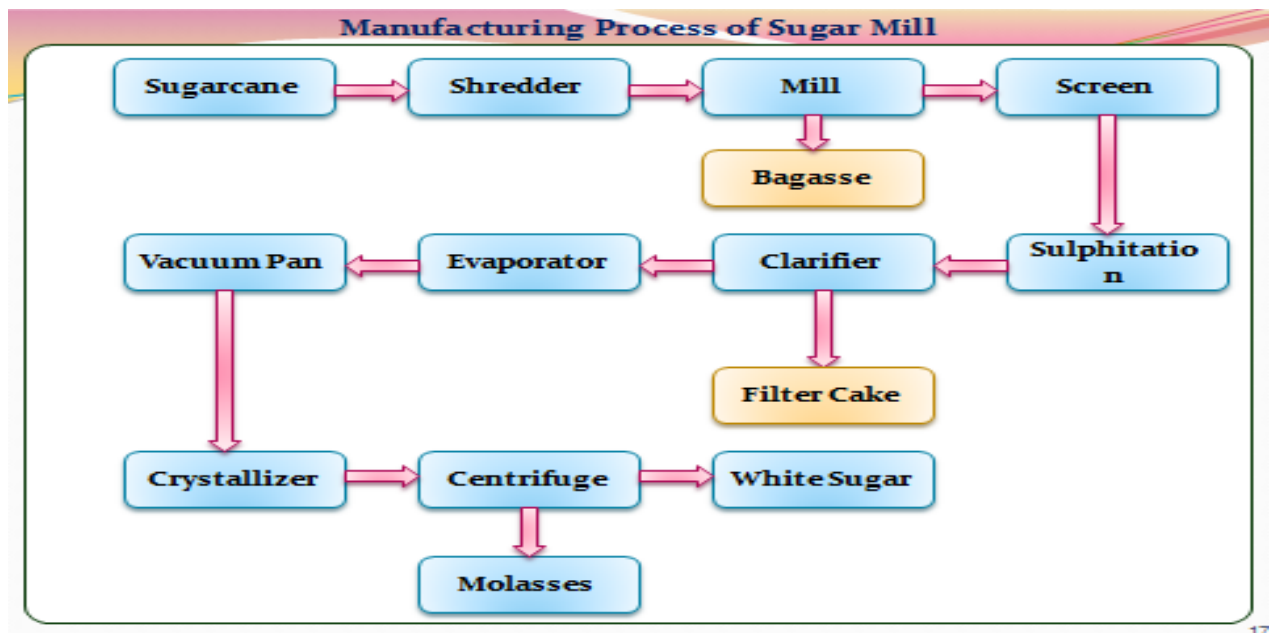 Manufacturing Process of Sugar Mill
Sugarcane
Shredder
Mill
Screen
Bagasse
Vacuum Pan
Evaporator
Clarifier
Sulphitatio
n
Filter Cake
Crystallizer
Centrifuge
White Sugar
Molasses
17